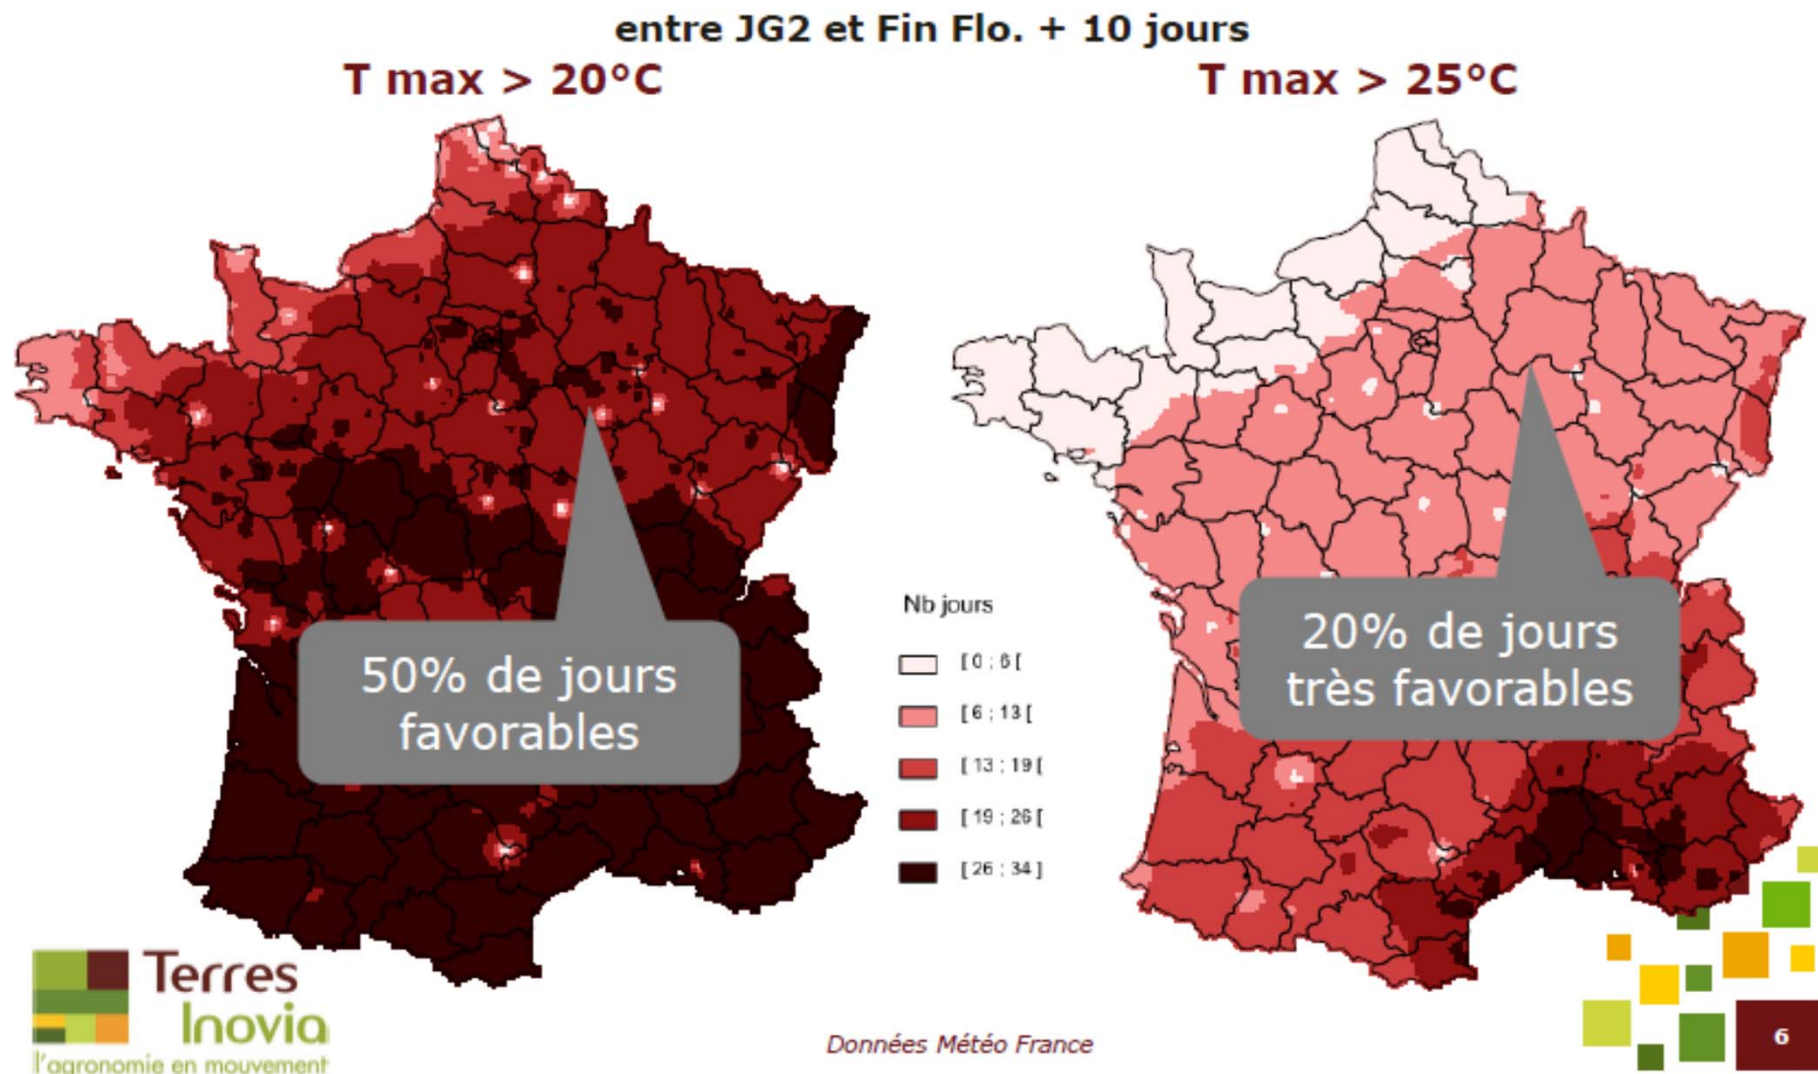 entre JG2 et Fin Flo. + 10 jours
T max > 20°C
T max > 25°C
50% de jours
favorables
Nb jours
[ 0 ; 6 [
[ 6 ; 13 [
[ 13 ; 19 [
[ 19 ; 26 [
[ 26 ; 34 ]
20% de jours
très favorables
Terres
Inovia
l'agronomie en mouvement
Données Météo France
6